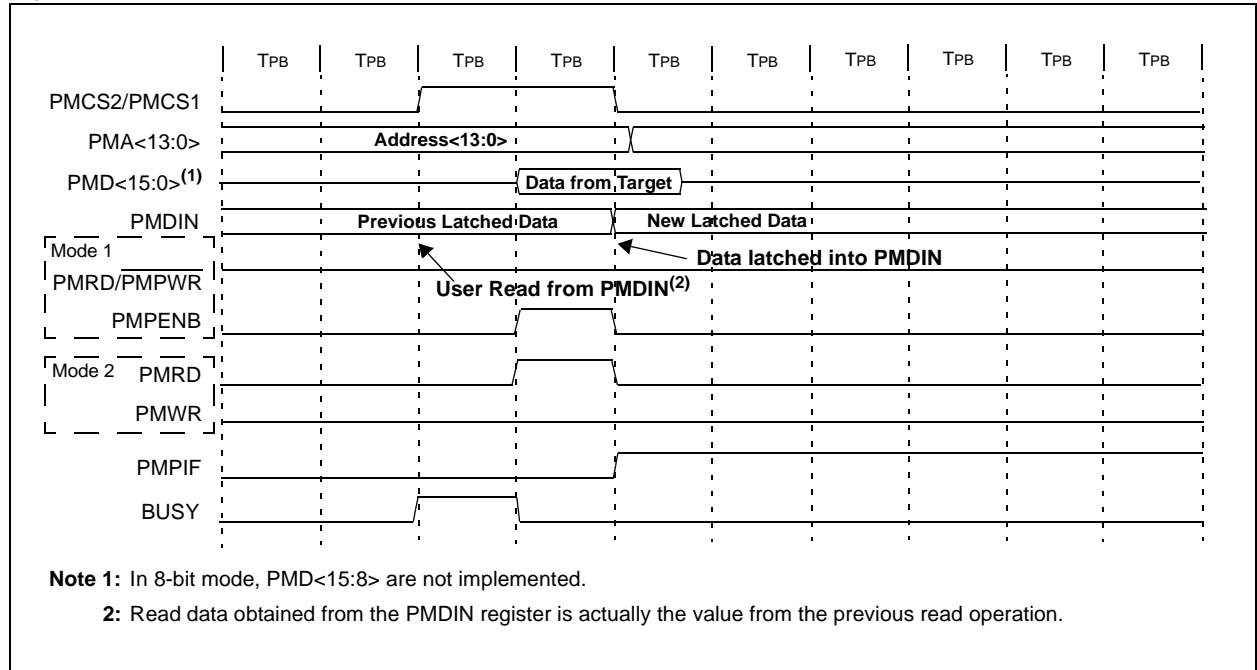 TPB TPB TPB TPB TPB TPB TPB TPB TPB TPB
PMCS2/PMCS1
PMA<13:0> Address<13:0>
PMD<15:0>(1) Data from Target
PMDIN Previous Latched Data New Latched Data
Mode 1 Data latched into PMDIN
PMRD/PMPWR User Read from PMDIN(2)
PMPENB
Mode 2 PMRD
PMWR
PMPIF
BUSY
Note 1: In 8-bit mode, PMD<15:8> are not implemented.
2: Read data obtained from the PMDIN register is actually the value from the previous read operation.